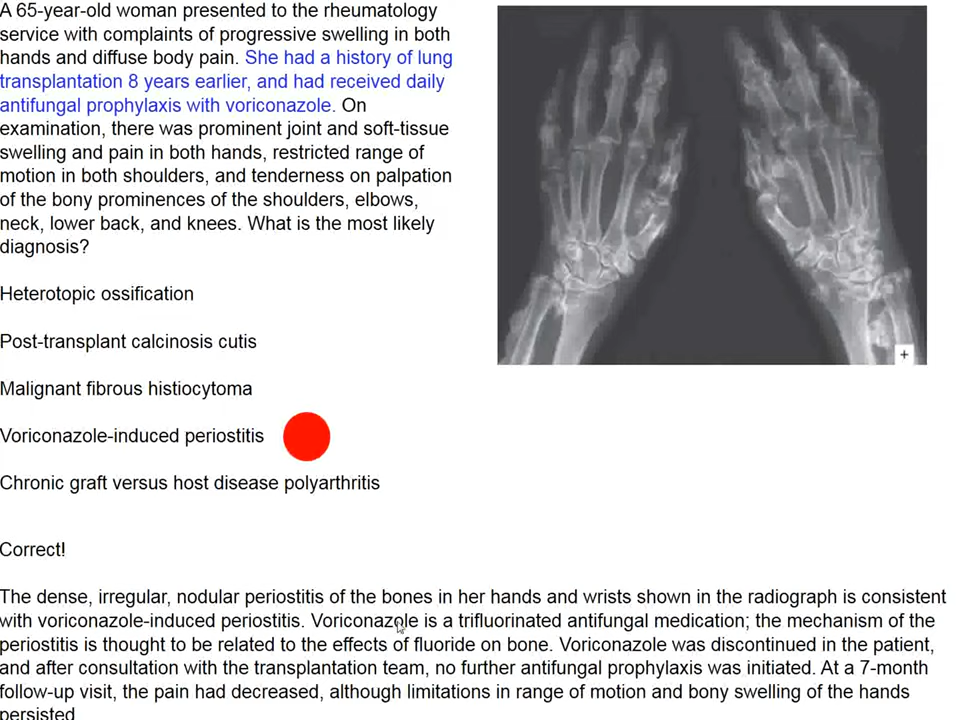 A 65-year-old woman presented to the rheumatology
service with complaints of progressive swelling in both
hands and diffuse body pain. She had a history of lung
transplantation 8 years earlier, and had received daily
antifungal prophylaxis with voriconazole. On
examination, there was prominent joint and soft-tissue
swelling and pain in both hands, restricted range of
motion in both shoulders, and tenderness on palpation
of the bony prominences of the shoulders, elbows,
neck, lower back, and knees. What is the most likely
diagnosis?
Heterotopic ossification
Post-transplant calcinosis cutis
Malignant fibrous histiocytoma
Voriconazole-induced periostitis
Chronic graft versus host disease polyarthritis
Correct!
The dense, irregular, nodular periostitis of the bones in her hands and wrists shown in the radiograph is consistent
with voriconazole-induced periostitis. Voriconazole is a trifluorinated antifungal medication; the mechanism of the
periostitis is thought to be related to the effects of fluoride on bone. Voriconazole was discontinued in the patient,
and after consultation with the transplantation team, no further antifungal prophylaxis was initiated. At a 7-month
follow-up visit, the pain had decreased, although limitations in range of motion and bony swelling of the hands
persisted